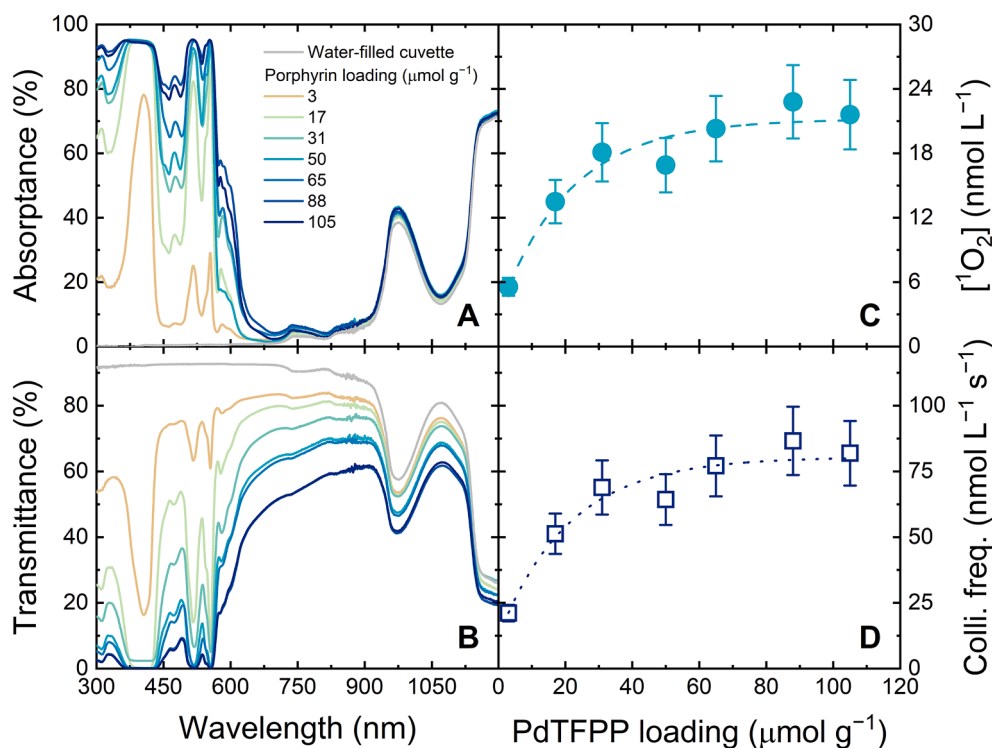 100
80
60
40
20
0
Absorptance (%)
Water-filled cuvette
Porphyrin loading (μmol g⁻¹)
3
17
31
50
65
88
105
A
30
24
18
12
6
0
[¹O₂] (nmol L⁻¹)
C
80
60
40
20
0
Transmittance (%)
B
300 450 600 750 900 1050
Wavelength (nm)
100
75
50
25
0
Colli. freq. (nmol L⁻¹ s⁻¹)
D
0 20 40 60 80 100 120
PdTFPP loading (μmol g⁻¹)